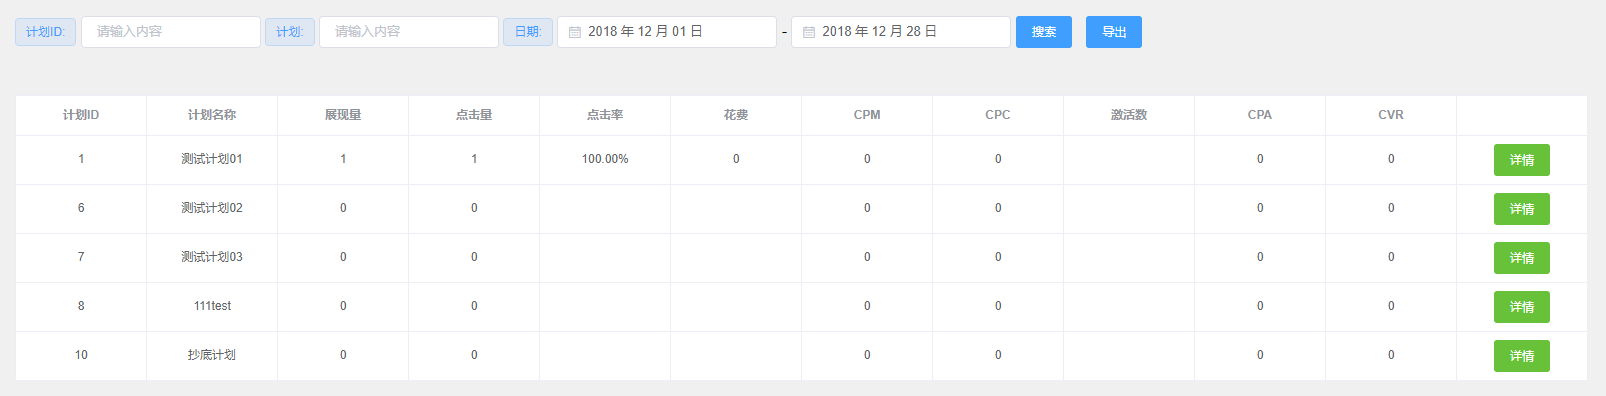 计划ID: 请输入内容 计划: 请输入内容 日期: 2018 年 12 月 01 日 - 2018 年 12 月 28 日 搜索 导出
计划ID 计划名称 展现量 点击量 点击率 花费 CPM CPC 激活数 CPA CVR
1 测试计划01 1 1 100.00% 0 0 0 0 0 详情
6 测试计划02 0 0 0 0 0 0 详情
7 测试计划03 0 0 0 0 0 0 详情
8 111test 0 0 0 0 0 0 详情
10 抄底计划 0 0 0 0 0 0 详情